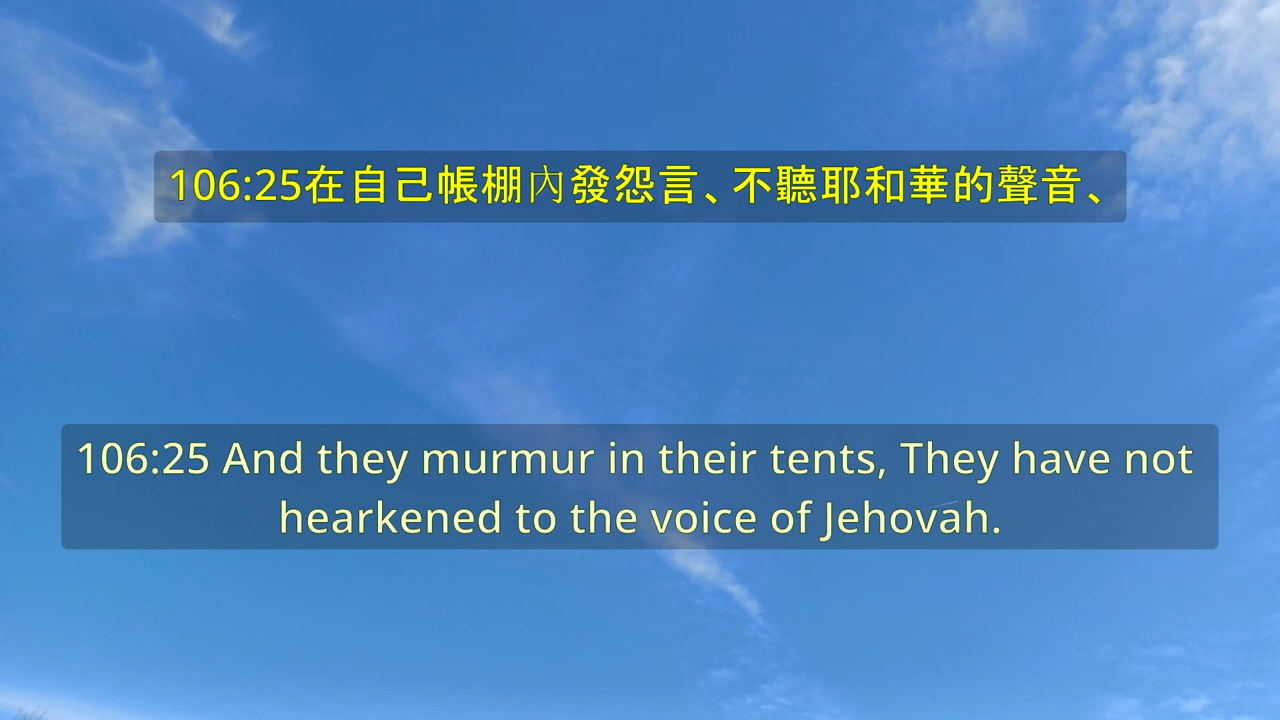 106:25在自己帳棚內發怨言、不聽耶和華的聲音、
106:25 And they murmur in their tents, They have not
hearkened to the voice of Jehovah.